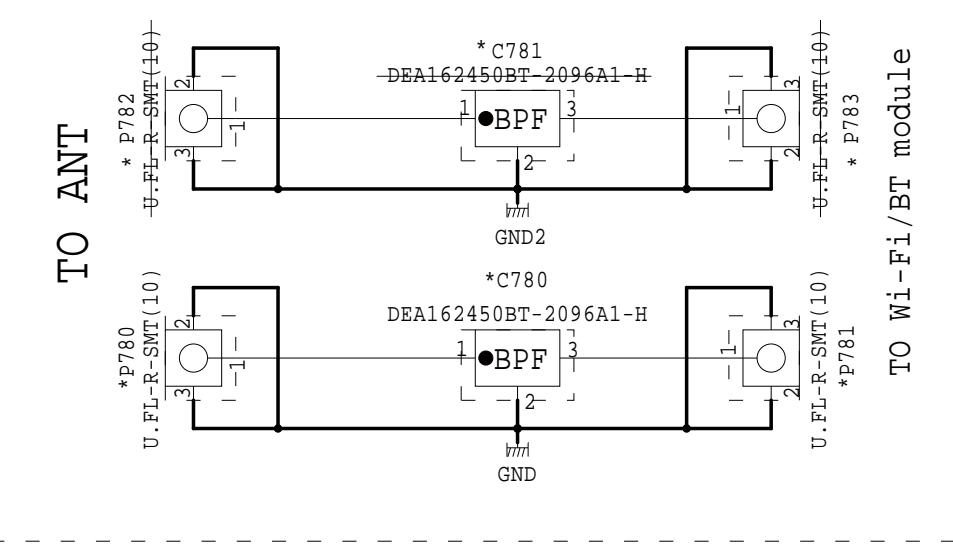 TO ANT
* P782
U.FL-R-SMT(10)
2
1
3
* C781
DEA162450BT-2096A1-H
1
BPF
3
2
GND2
3
1
2
U.FL-R-SMT(10)
* P783
TO Wi-Fi/BT module
*P780
U.FL-R-SMT(10)
2
1
3
*C780
DEA162450BT-2096A1-H
1
BPF
3
2
GND
3
1
2
U.FL-R-SMT(10)
*P781